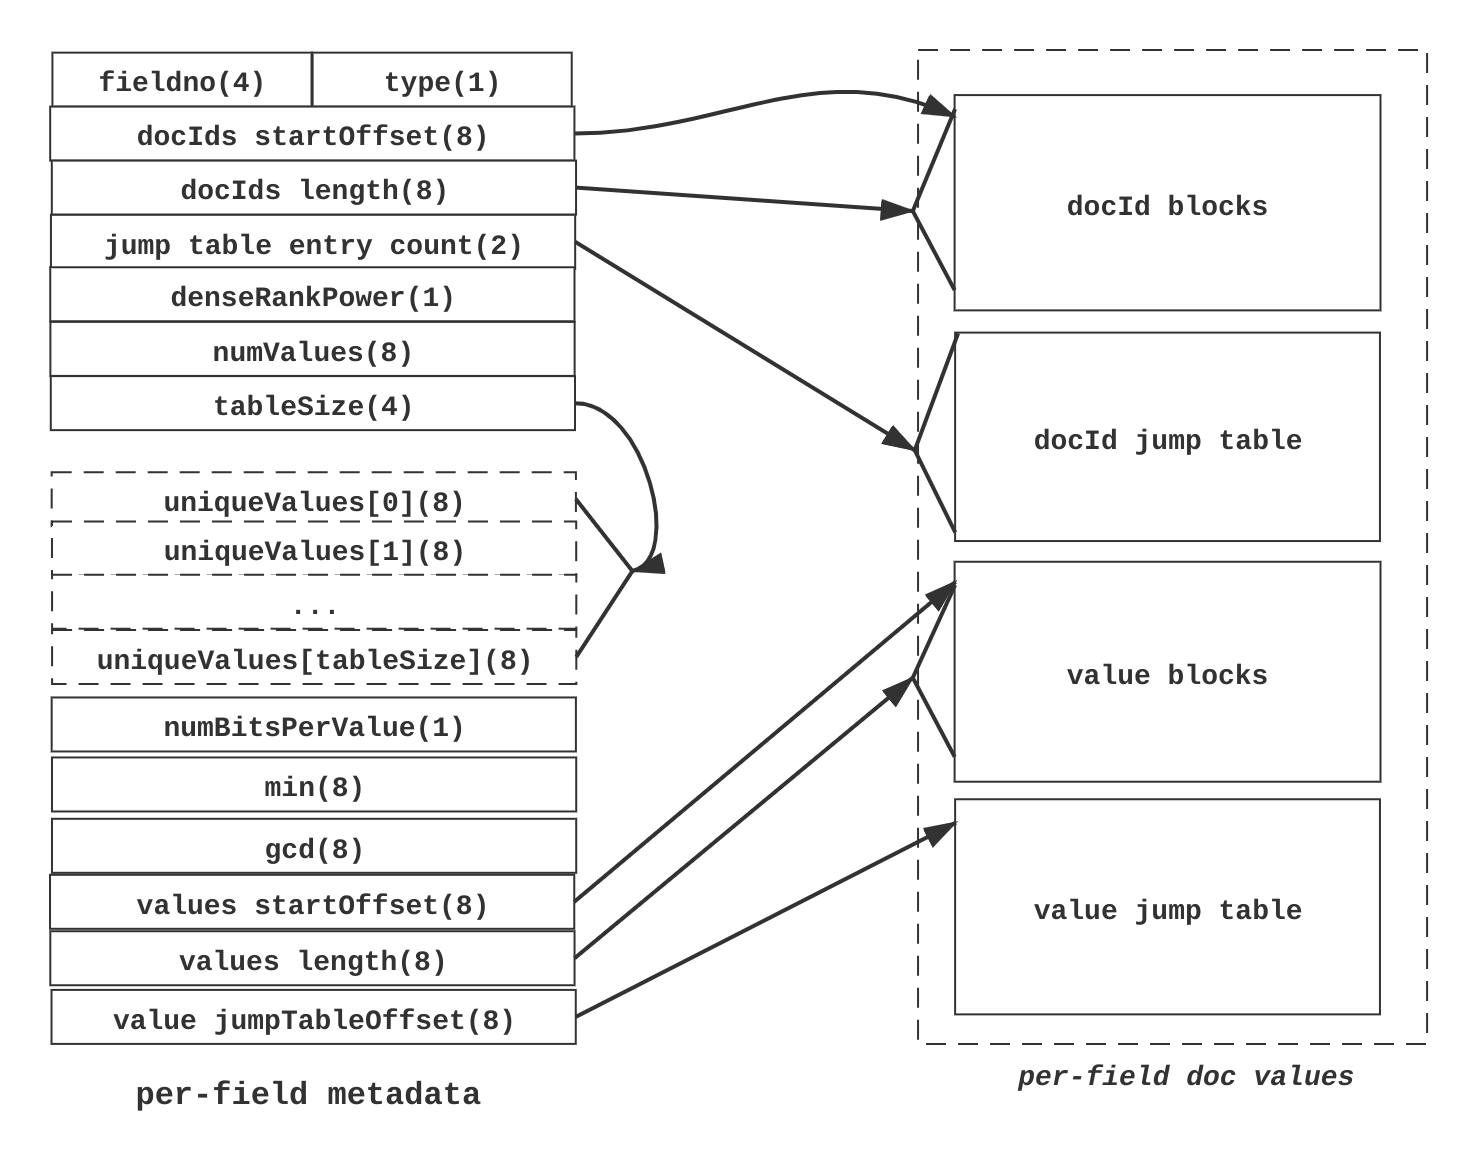 fieldno(4) type(1)
docIds startOffset(8)
docIds length(8)
jump table entry count(2)
denseRankPower(1)
numValues(8)
tableSize(4)
uniqueValues[0](8)
uniqueValues[1](8)
...
uniqueValues[tableSize](8)
numBitsPerValue(1)
min(8)
gcd(8)
values startOffset(8)
values length(8)
value jumpTableOffset(8)
per-field metadata
docId blocks
docId jump table
value blocks
value jump table
per-field doc values